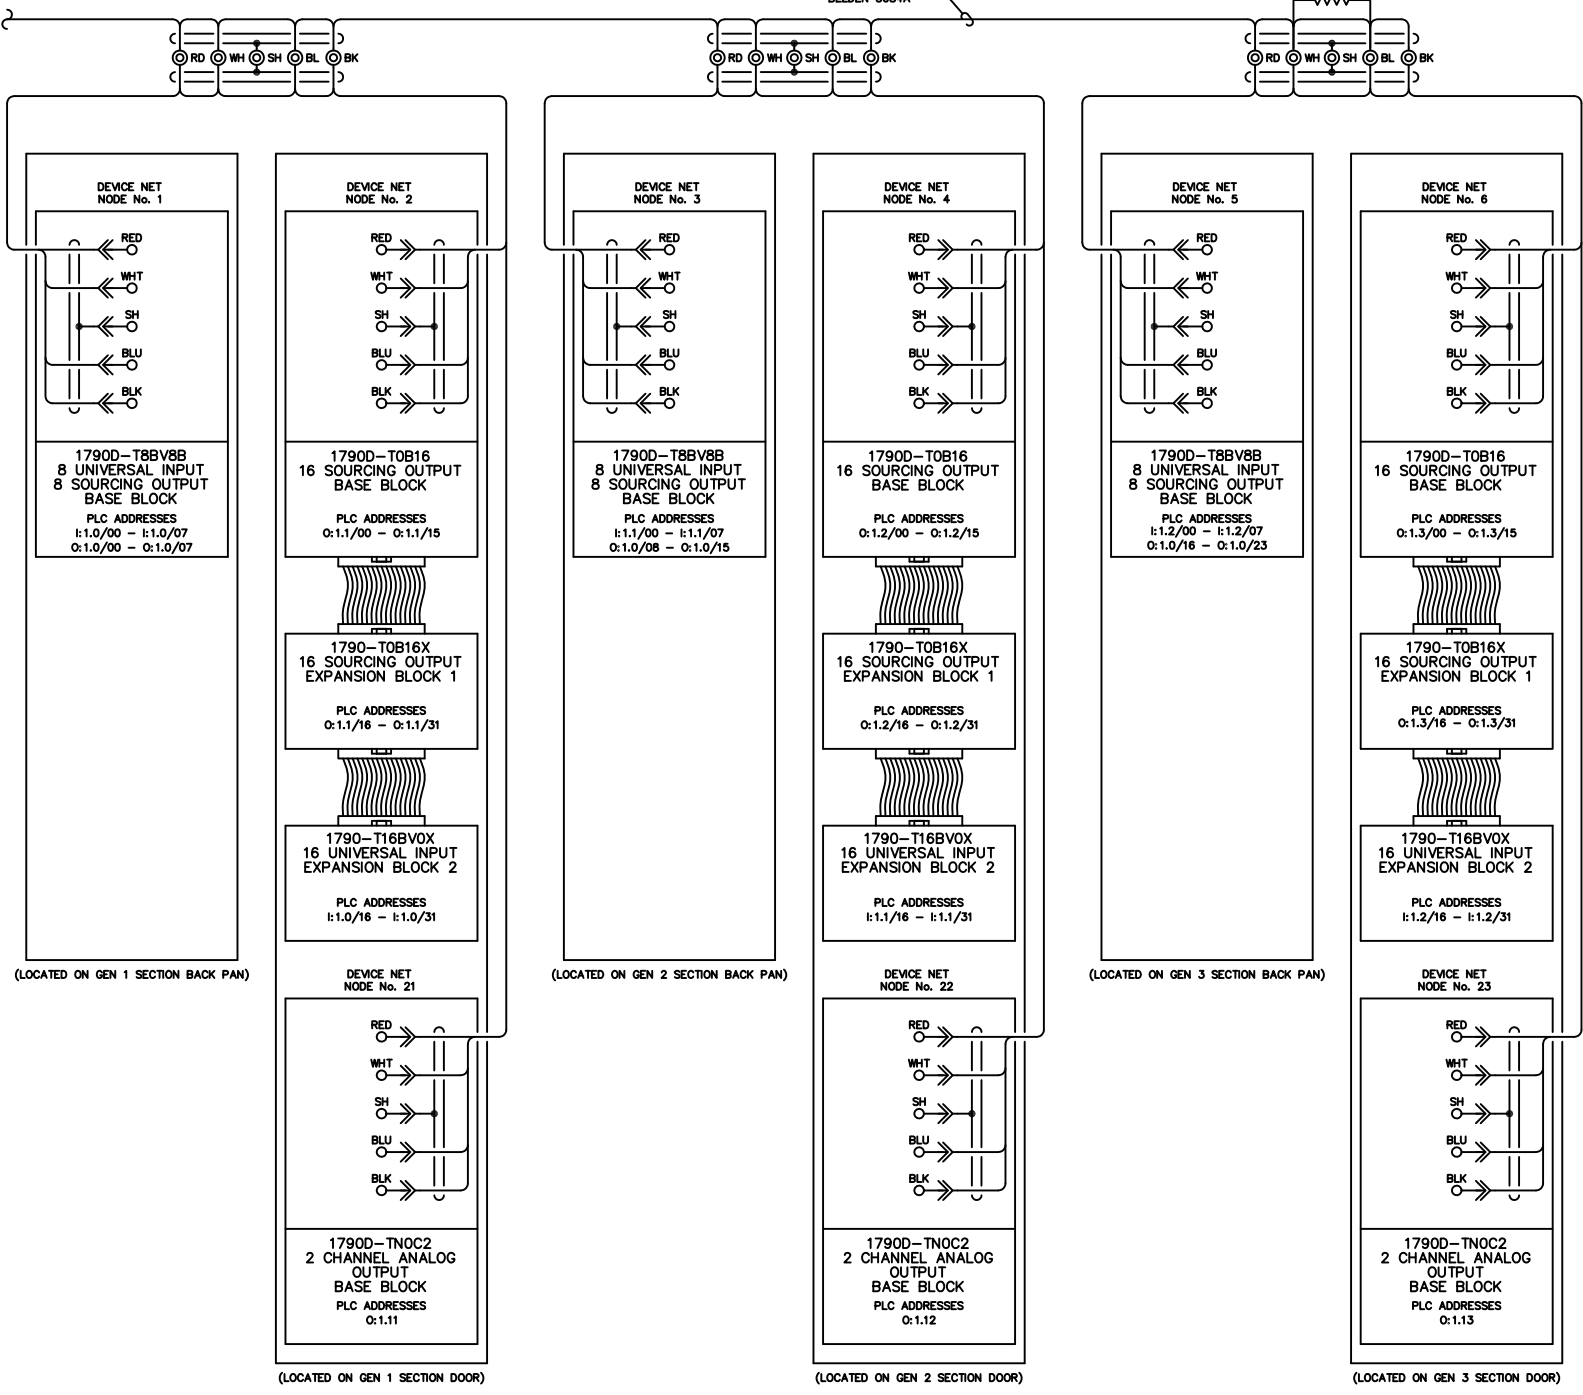 RD WH SH BL BK
RD WH SH BL BK
RD WH SH BL BK
DEVICE NET
NODE No. 1
RED
WHT
SH
BLU
BLK
1790D-T8BV8B
8 UNIVERSAL INPUT
8 SOURCING OUTPUT
BASE BLOCK
PLC ADDRESSES
I:1.0/00 - I:1.0/07
O:1.0/00 - O:1.0/07
(LOCATED ON GEN 1 SECTION BACK PAN)
DEVICE NET
NODE No. 2
RED
WHT
SH
BLU
BLK
1790D-T0B16
16 SOURCING OUTPUT
BASE BLOCK
PLC ADDRESSES
O:1.1/00 - O:1.1/15
1790-T0B16X
16 SOURCING OUTPUT
EXPANSION BLOCK 1
PLC ADDRESSES
O:1.1/16 - O:1.1/31
1790-T16BV0X
16 UNIVERSAL INPUT
EXPANSION BLOCK 2
PLC ADDRESSES
I:1.0/16 - I:1.0/31
DEVICE NET
NODE No. 21
RED
WHT
SH
BLU
BLK
1790D-TN0C2
2 CHANNEL ANALOG
OUTPUT
BASE BLOCK
PLC ADDRESSES
O:1.11
(LOCATED ON GEN 1 SECTION DOOR)
DEVICE NET
NODE No. 3
RED
WHT
SH
BLU
BLK
1790D-T8BV8B
8 UNIVERSAL INPUT
8 SOURCING OUTPUT
BASE BLOCK
PLC ADDRESSES
I:1.1/00 - I:1.1/07
O:1.0/08 - O:1.0/15
(LOCATED ON GEN 2 SECTION BACK PAN)
DEVICE NET
NODE No. 4
RED
WHT
SH
BLU
BLK
1790D-T0B16
16 SOURCING OUTPUT
BASE BLOCK
PLC ADDRESSES
O:1.2/00 - O:1.2/15
1790-T0B16X
16 SOURCING OUTPUT
EXPANSION BLOCK 1
PLC ADDRESSES
O:1.2/16 - O:1.2/31
1790-T16BV0X
16 UNIVERSAL INPUT
EXPANSION BLOCK 2
PLC ADDRESSES
I:1.1/16 - I:1.1/31
DEVICE NET
NODE No. 22
RED
WHT
SH
BLU
BLK
1790D-TN0C2
2 CHANNEL ANALOG
OUTPUT
BASE BLOCK
PLC ADDRESSES
O:1.12
(LOCATED ON GEN 2 SECTION DOOR)
DEVICE NET
NODE No. 5
RED
WHT
SH
BLU
BLK
1790D-T8BV8B
8 UNIVERSAL INPUT
8 SOURCING OUTPUT
BASE BLOCK
PLC ADDRESSES
I:1.2/00 - I:1.2/07
O:1.0/16 - O:1.0/23
(LOCATED ON GEN 3 SECTION BACK PAN)
DEVICE NET
NODE No. 6
RED
WHT
SH
BLU
BLK
1790D-T0B16
16 SOURCING OUTPUT
BASE BLOCK
PLC ADDRESSES
O:1.3/00 - O:1.3/15
1790-T0B16X
16 SOURCING OUTPUT
EXPANSION BLOCK 1
PLC ADDRESSES
O:1.3/16 - O:1.3/31
1790-T16BV0X
16 UNIVERSAL INPUT
EXPANSION BLOCK 2
PLC ADDRESSES
I:1.2/16 - I:1.2/31
DEVICE NET
NODE No. 23
RED
WHT
SH
BLU
BLK
1790D-TN0C2
2 CHANNEL ANALOG
OUTPUT
BASE BLOCK
PLC ADDRESSES
O:1.13
(LOCATED ON GEN 3 SECTION DOOR)